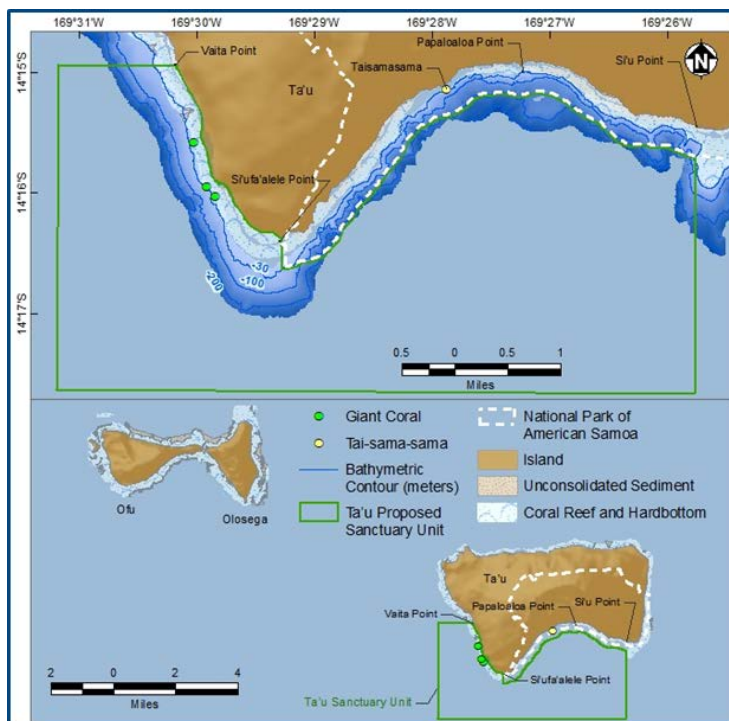 169°31'W 169°30'W 169°29'W 169°28'W 169°27'W 169°26'W
Vaita Point
Papaloaloa Point
Taisamasama
Si'u Point
N
14°15'S
Ta'u
14°16'S
Si'ufa'alele Point
-30
-100
-200
14°17'S
0.5 0 0.5 1
Miles
Giant Coral
Tai-sama-sama
Bathymetric
Contour (meters)
Ta'u Proposed
Sanctuary Unit
National Park of
American Samoa
Island
Unconsolidated Sediment
Coral Reef and Hardbottom
Ofu
Olosega
Ta'u
Vaita Point
Papaloaloa Point
Si'u Point
Si'ufa'alele Point
Ta'u Sanctuary Unit
2 0 2 4
Miles